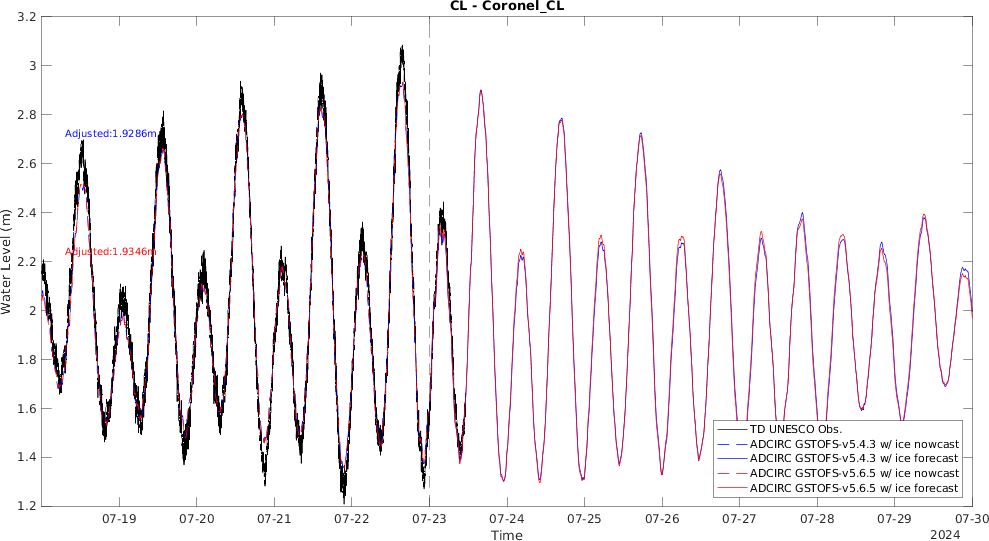 CL - Coronel_CL
3.2
3
2.8
2.6
2.4
2.2
2
1.8
1.6
1.4
1.2
Water Level (m)
Adjusted:1.9286m
Adjusted:1.9346m
TD UNESCO Obs.
ADCIRC GSTOFS-v5.4.3 w/ ice nowcast
ADCIRC GSTOFS-v5.4.3 w/ ice forecast
ADCIRC GSTOFS-v5.6.5 w/ ice nowcast
ADCIRC GSTOFS-v5.6.5 w/ ice forecast
07-19 07-20 07-21 07-22 07-23 07-24 07-25 07-26 07-27 07-28 07-29 07-30
Time
2024